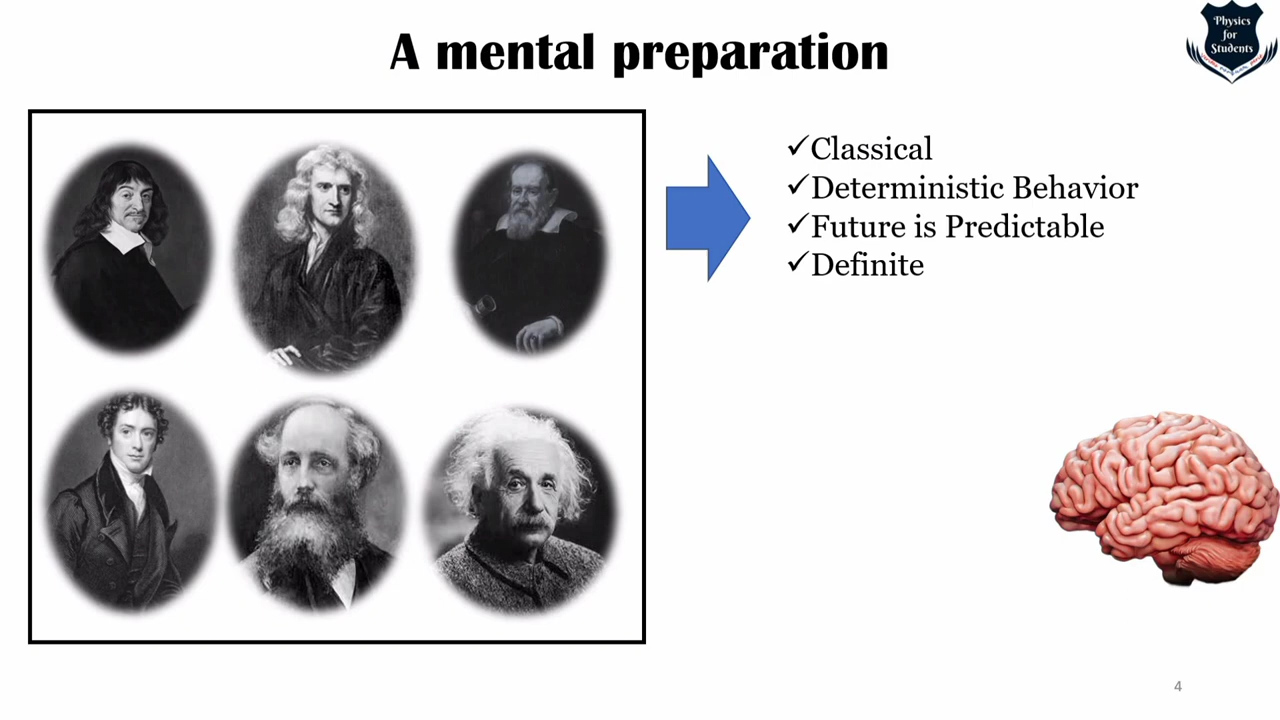 A mental preparation
Physics
for
Students
✓Classical
✓Deterministic Behavior
✓Future is Predictable
✓Definite
4